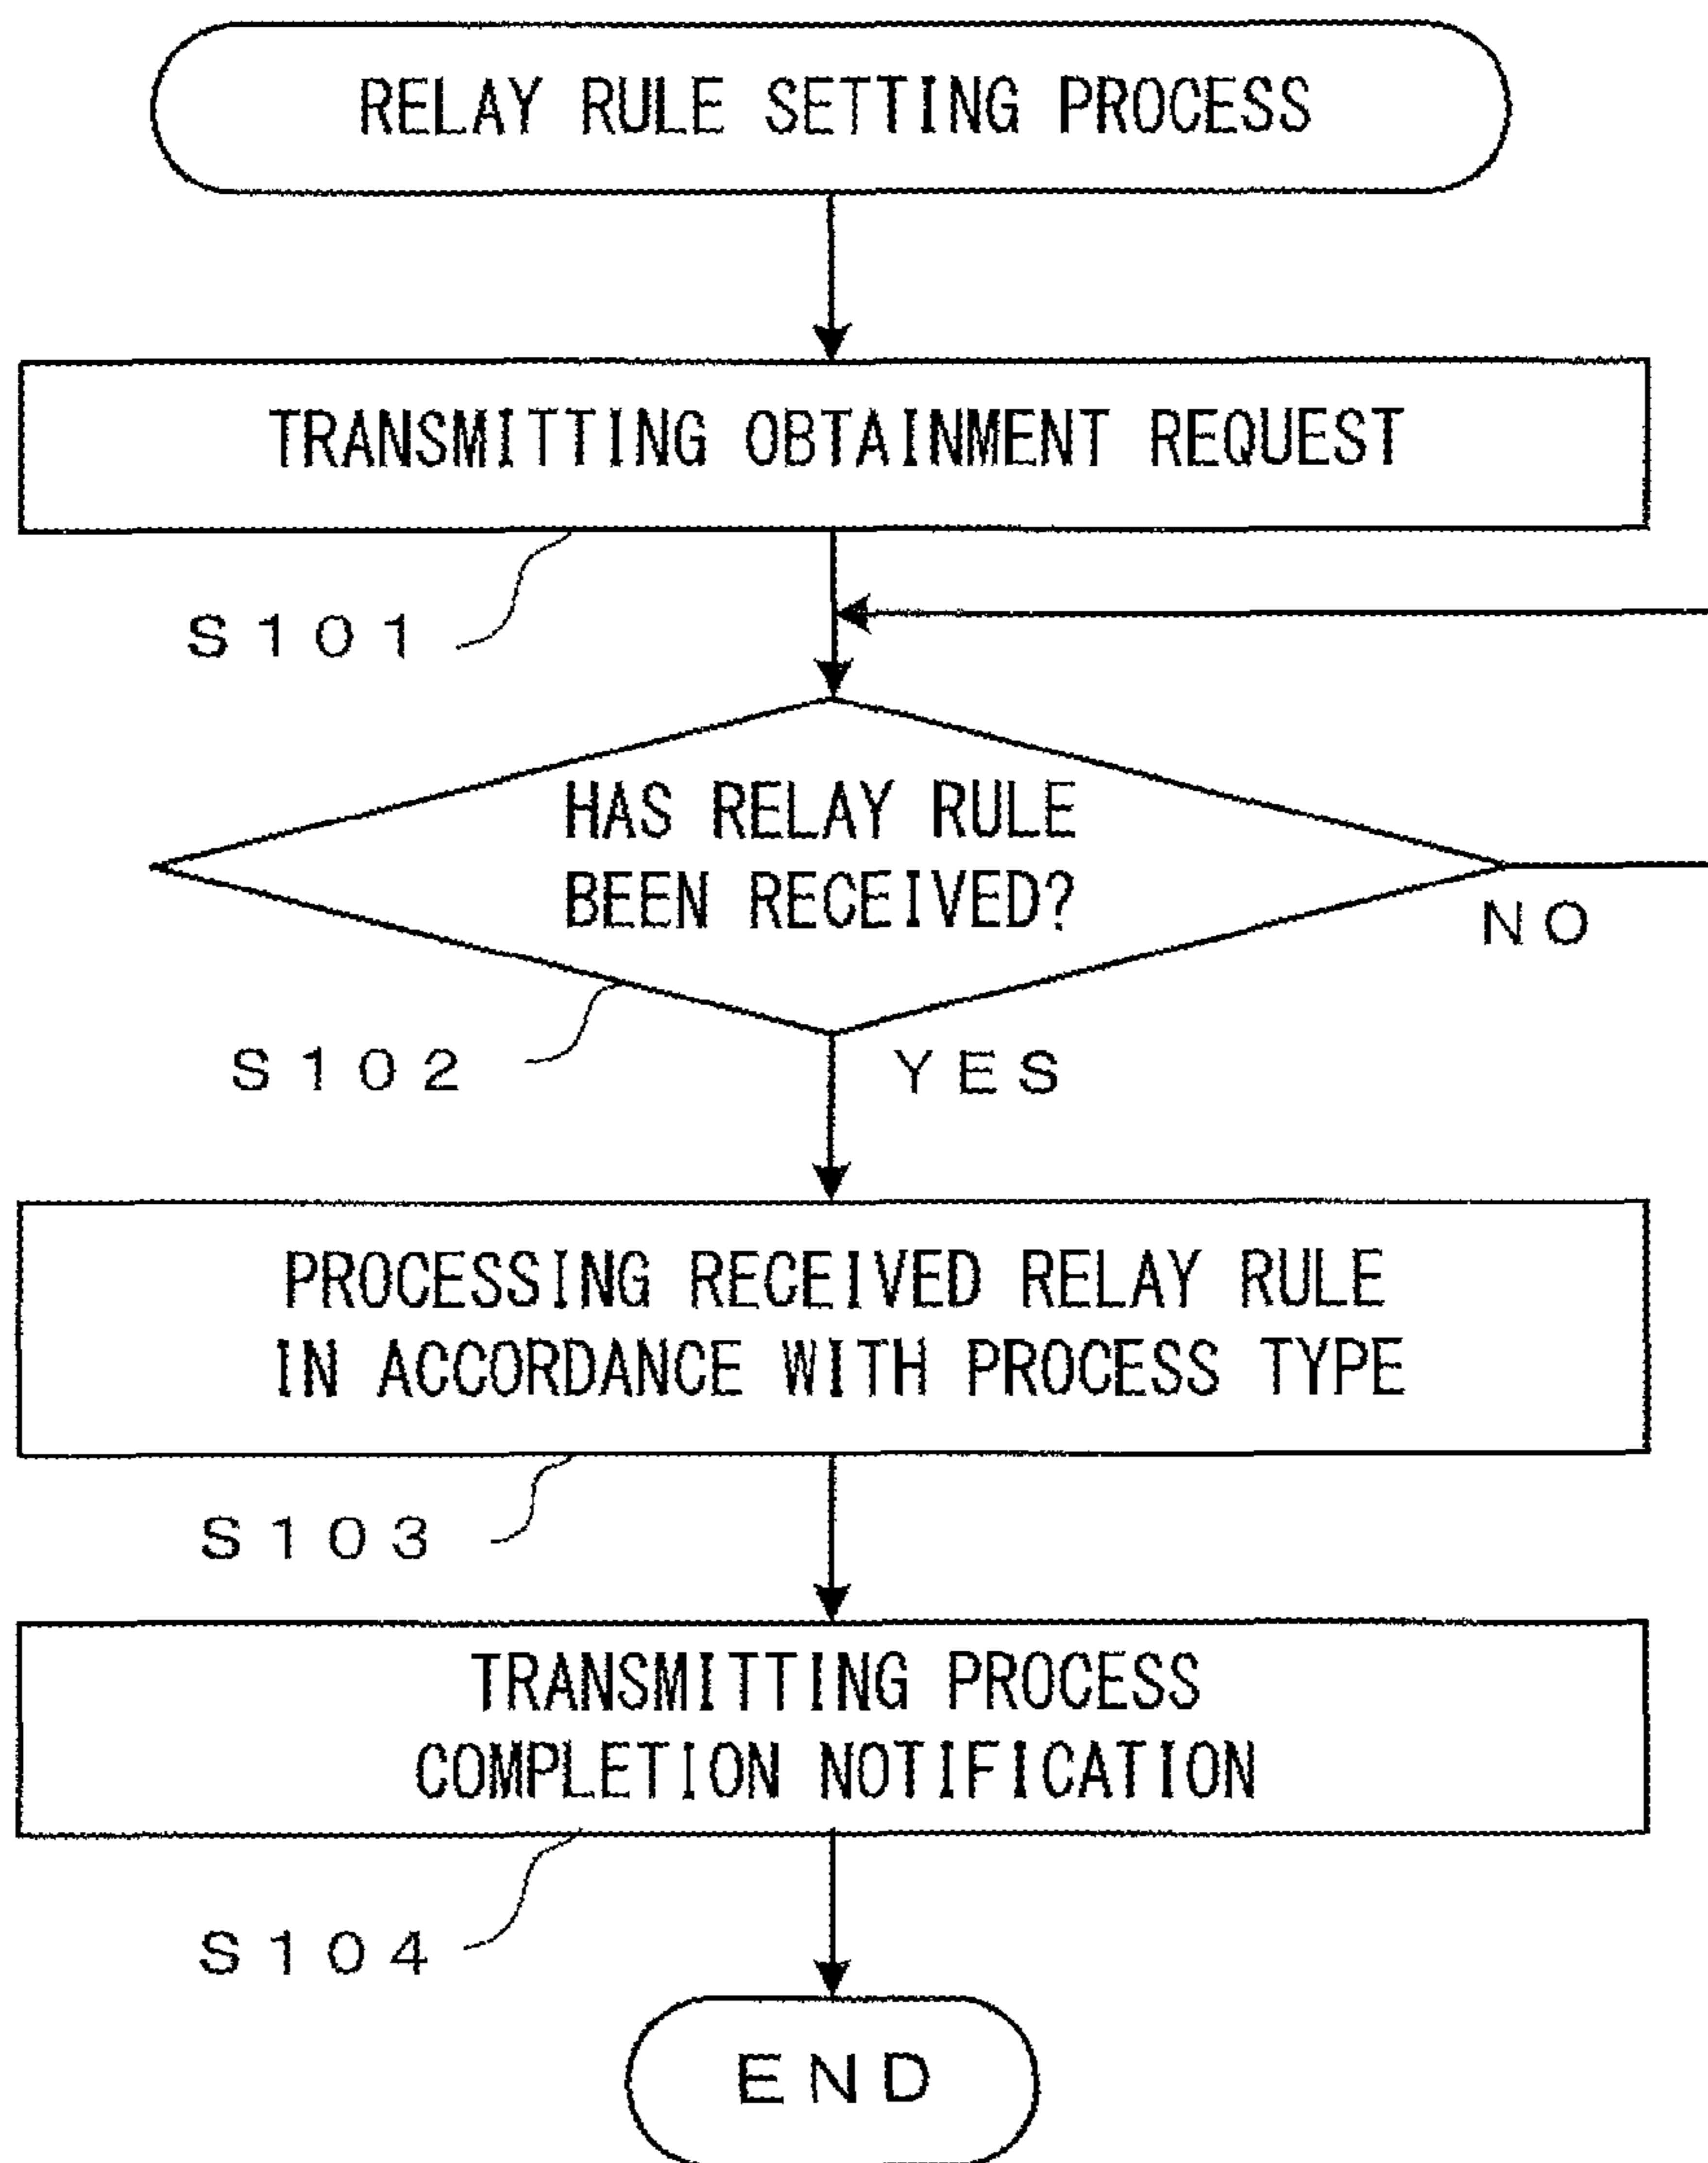 RELAY RULE SETTING PROCESS
TRANSMITTING OBTAINMENT REQUEST
S101
HAS RELAY RULE
BEEN RECEIVED?
NO
S102
YES
PROCESSING RECEIVED RELAY RULE
IN ACCORDANCE WITH PROCESS TYPE
S103
TRANSMITTING PROCESS
COMPLETION NOTIFICATION
S104
END